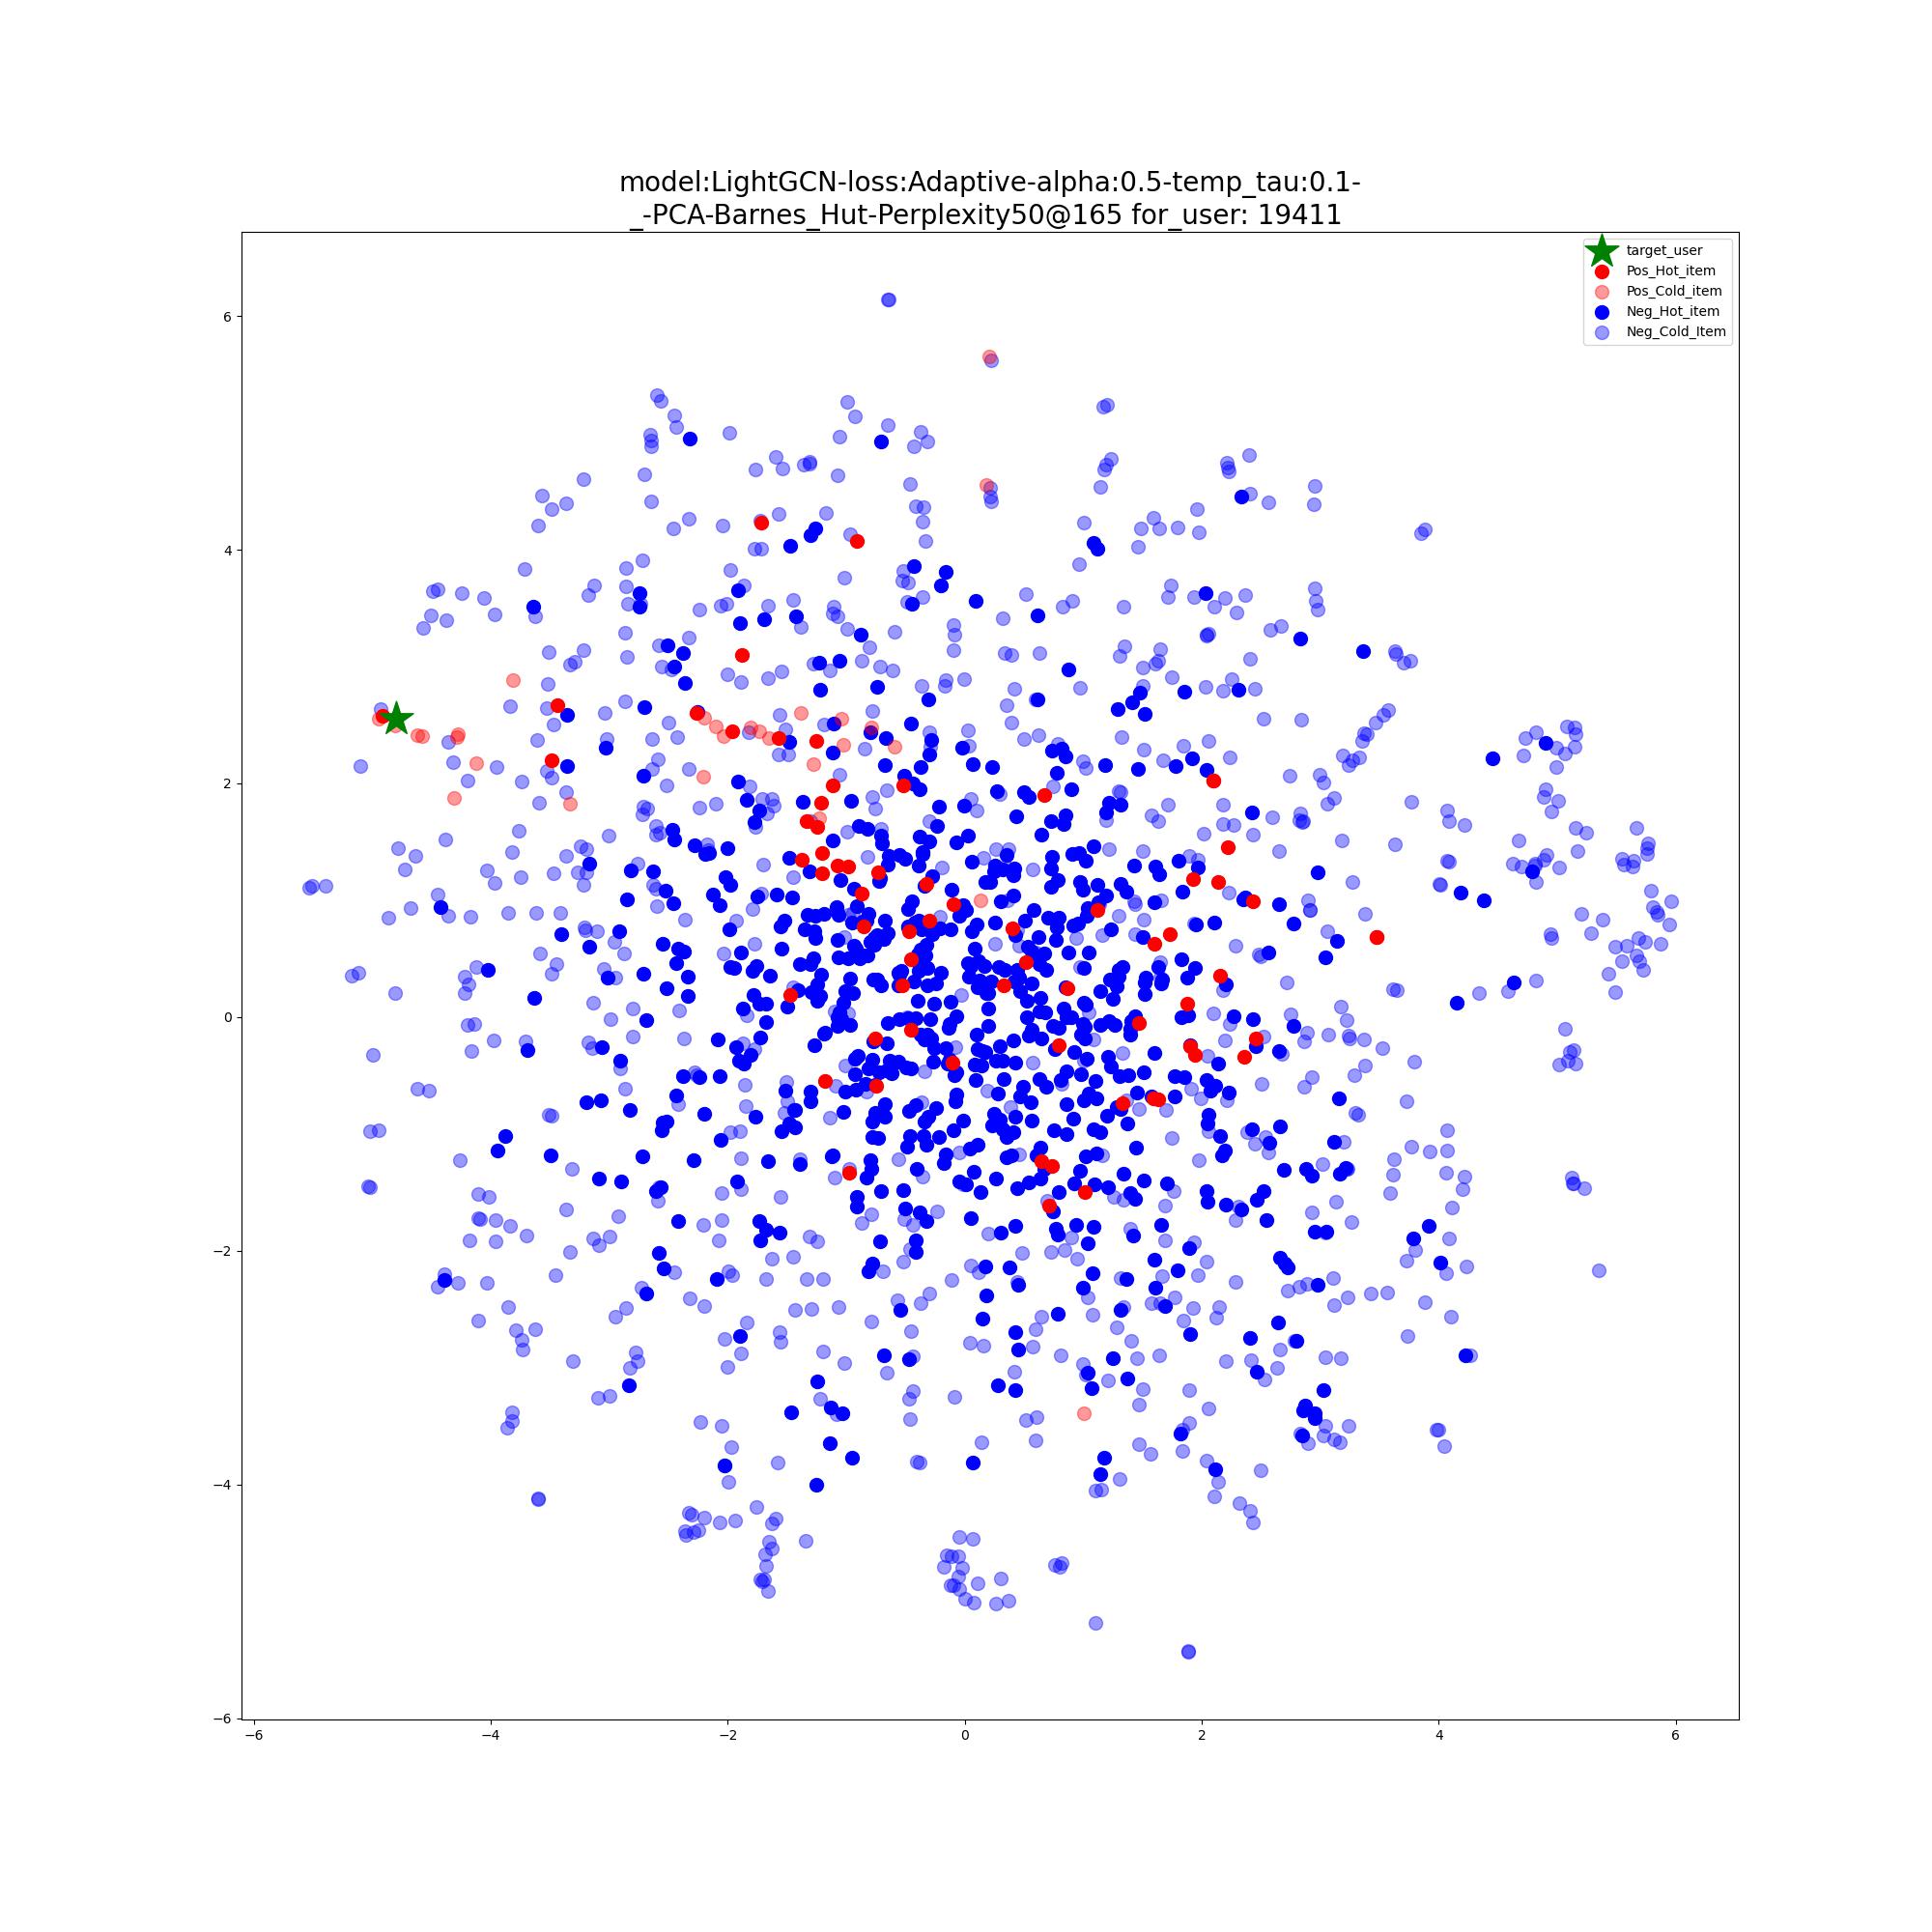 model:LightGCN-loss:Adaptive-alpha:0.5-temp_tau:0.1-
_-PCA-Barnes_Hut-Perplexity50@165 for_user: 19411
target_user
Pos_Hot_item
Pos_Cold_item
Neg_Hot_item
Neg_Cold_Item
6
4
2
0
−2
−4
−6
−6
−4
−2
0
2
4
6